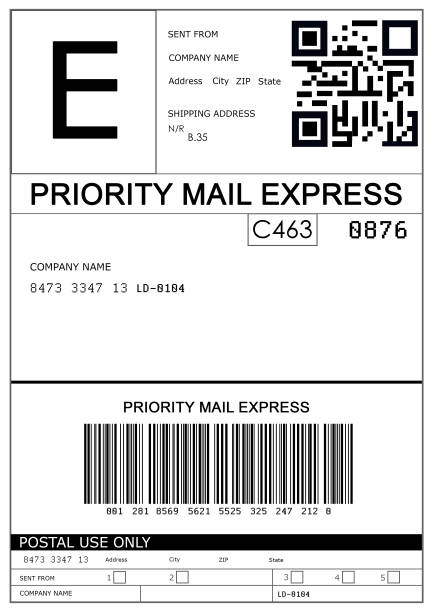 E
SENT FROM
COMPANY NAME
Address City ZIP State
SHIPPING ADDRESS
N/R
B.35
PRIORITY MAIL EXPRESS
C463 0876
COMPANY NAME
8473 3347 13 LD-0104
PRIORITY MAIL EXPRESS
001 281 0569 5621 5525 325 247 212 0
POSTAL USE ONLY
8473 3347 13 Address City ZIP State
SENT FROM 1 2 3 4 5
COMPANY NAME LD-0104